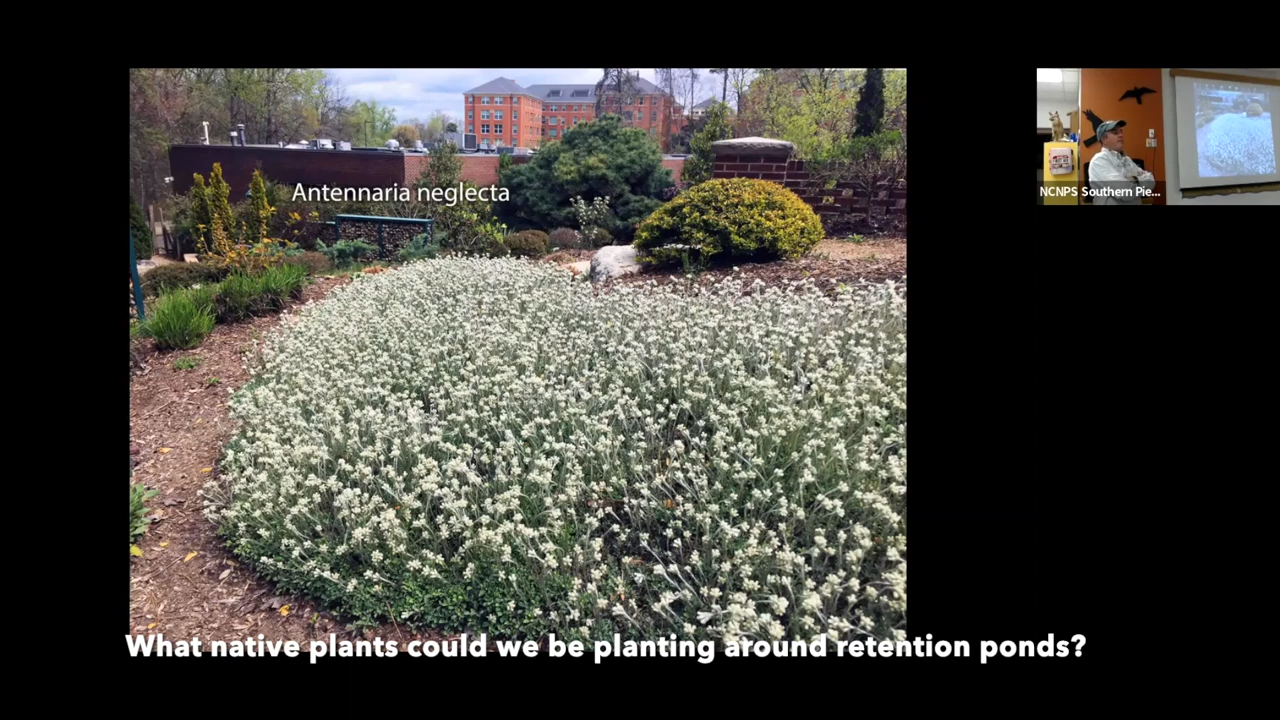 Antennaria neglecta
NCNPS Southern Pie...
What native plants could we be planting around retention ponds?